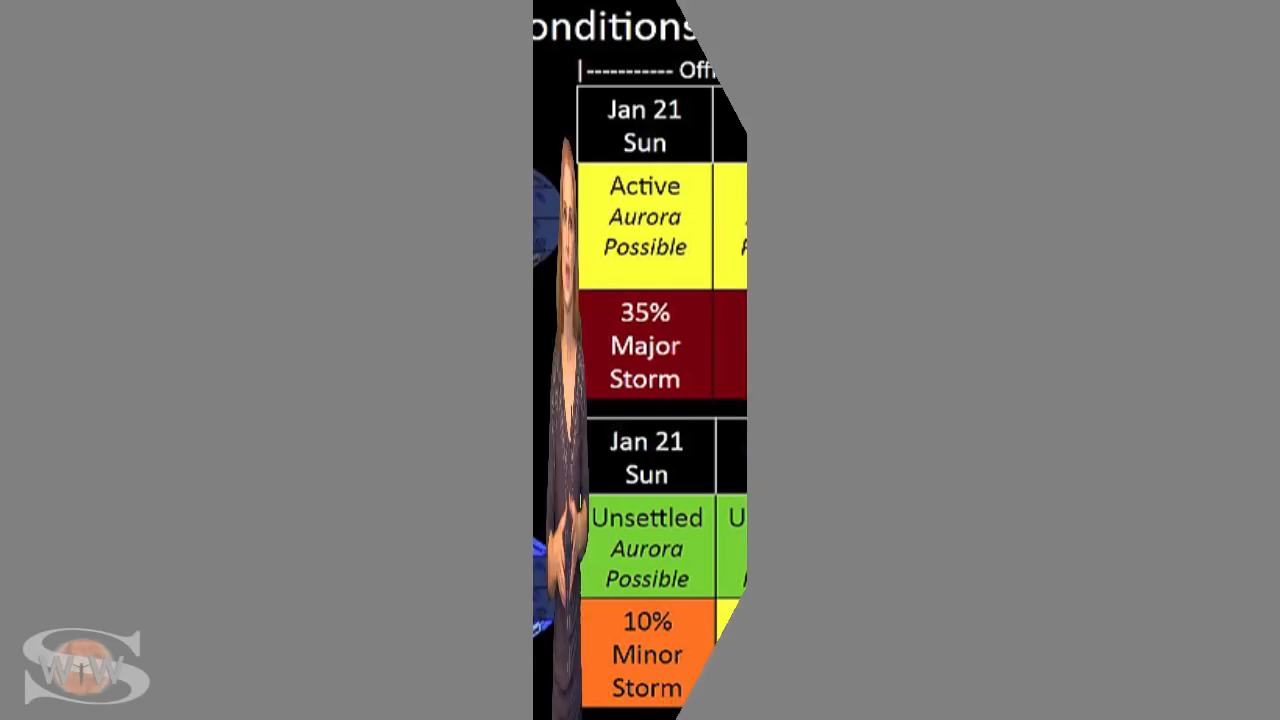 onditions
|----------- Off
Jan 21
Sun
Active
Aurora
Possible
35%
Major
Storm
Jan 21
Sun
Unsettled
U
Aurora
Possible
10%
Minor
Storm
SWxW